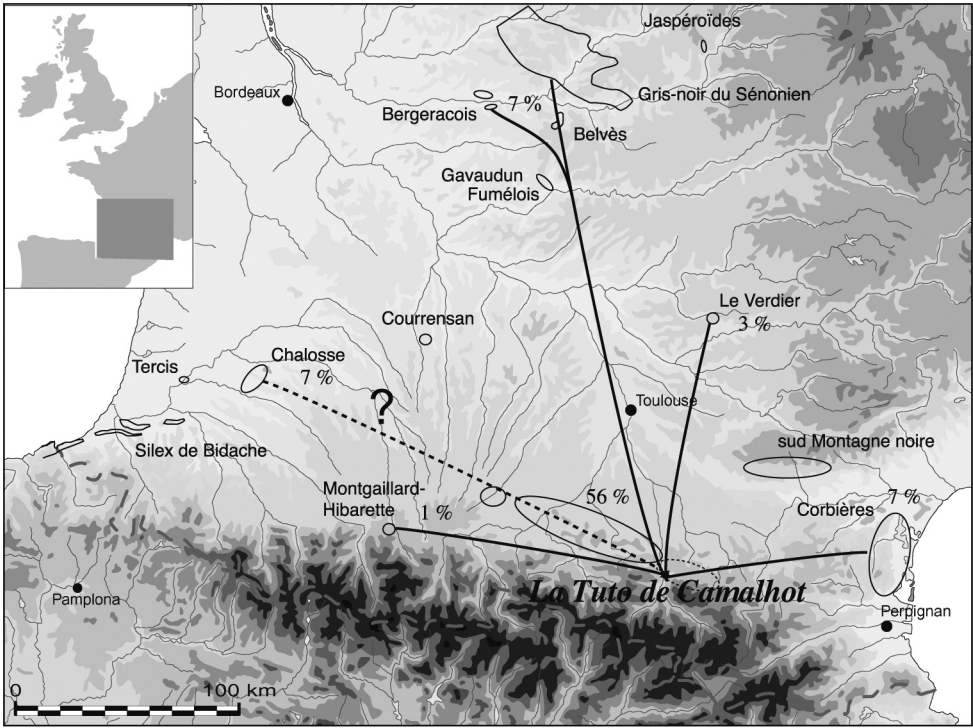 Jaspéroïdes
Bordeaux
Gris-noir du Sénonien
7 %
Bergeracois
Belvès
Gavaudun
Fumélois
Le Verdier
3 %
Courrensan
Chalosse
7 %
Tercis
?
Toulouse
sud Montagne noire
Silex de Bidache
Montgaillard-
Hibarette
1 %
56 %
7 %
Corbières
La Tuto de Camalhot
Pamplona
Perpignan
0
100 km